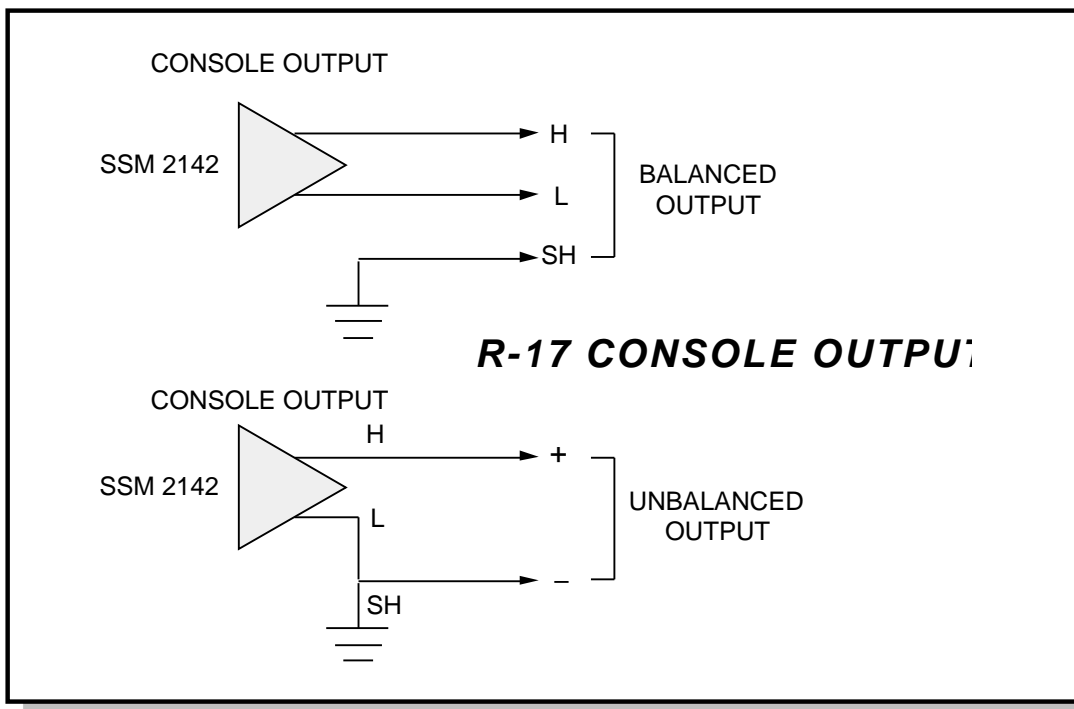 CONSOLE OUTPUT
SSM 2142
H
L
SH
BALANCED
OUTPUT
R-17 CONSOLE OUTPUT
CONSOLE OUTPUT
H
SSM 2142
L
SH
+
−
UNBALANCED
OUTPUT